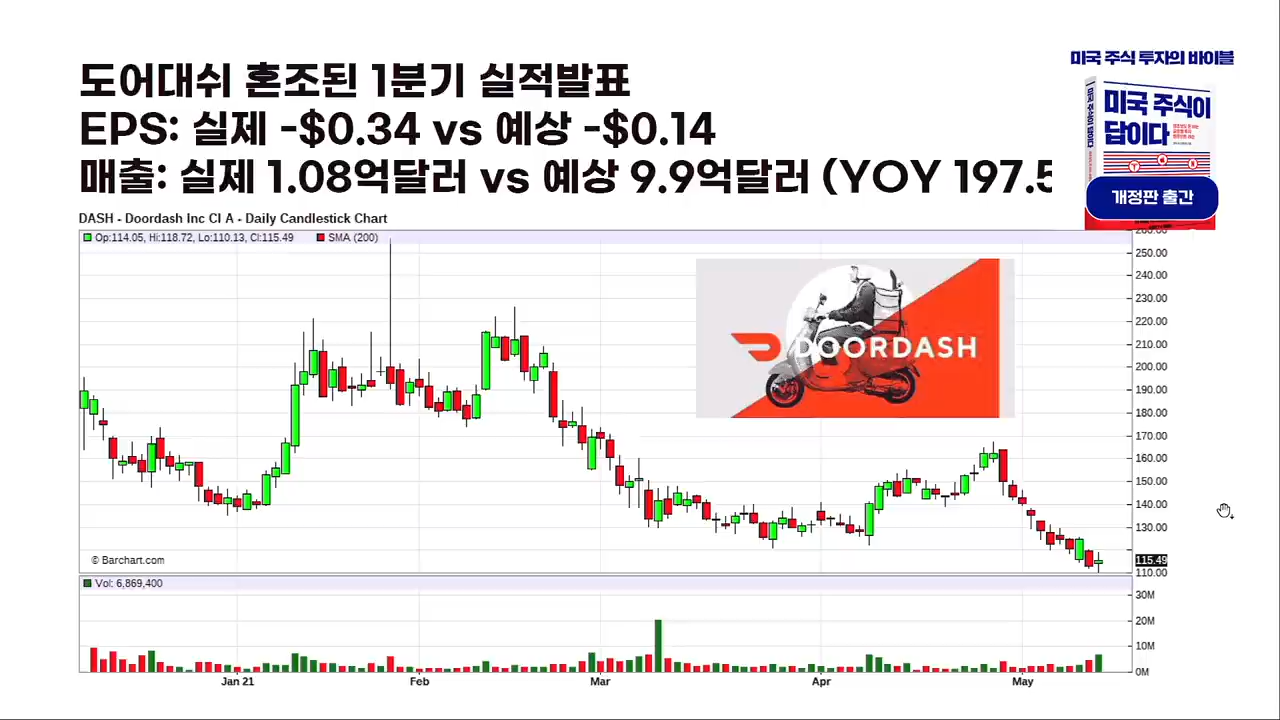 도어대쉬 혼조된 1분기 실적발표
EPS: 실제 -$0.34 vs 예상 -$0.14
매출: 실제 1.08억달러 vs 예상 9.9억달러 (YOY 197.5
미국 주식 투자의 바이블
미국 주식이
답이다
개정판 출간
DASH - Doordash Inc Cl A - Daily Candlestick Chart
Op:114.05, Hi:118.72, Lo:110.13, Cl:115.49 SMA (200)
260.00
250.00
240.00
230.00
220.00
210.00
200.00
190.00
180.00
170.00
160.00
150.00
140.00
130.00
115.49
110.00
DOORDASH
© Barchart.com
Vol: 6,869,400
30M
20M
10M
0M
Jan 21 Feb Mar Apr May